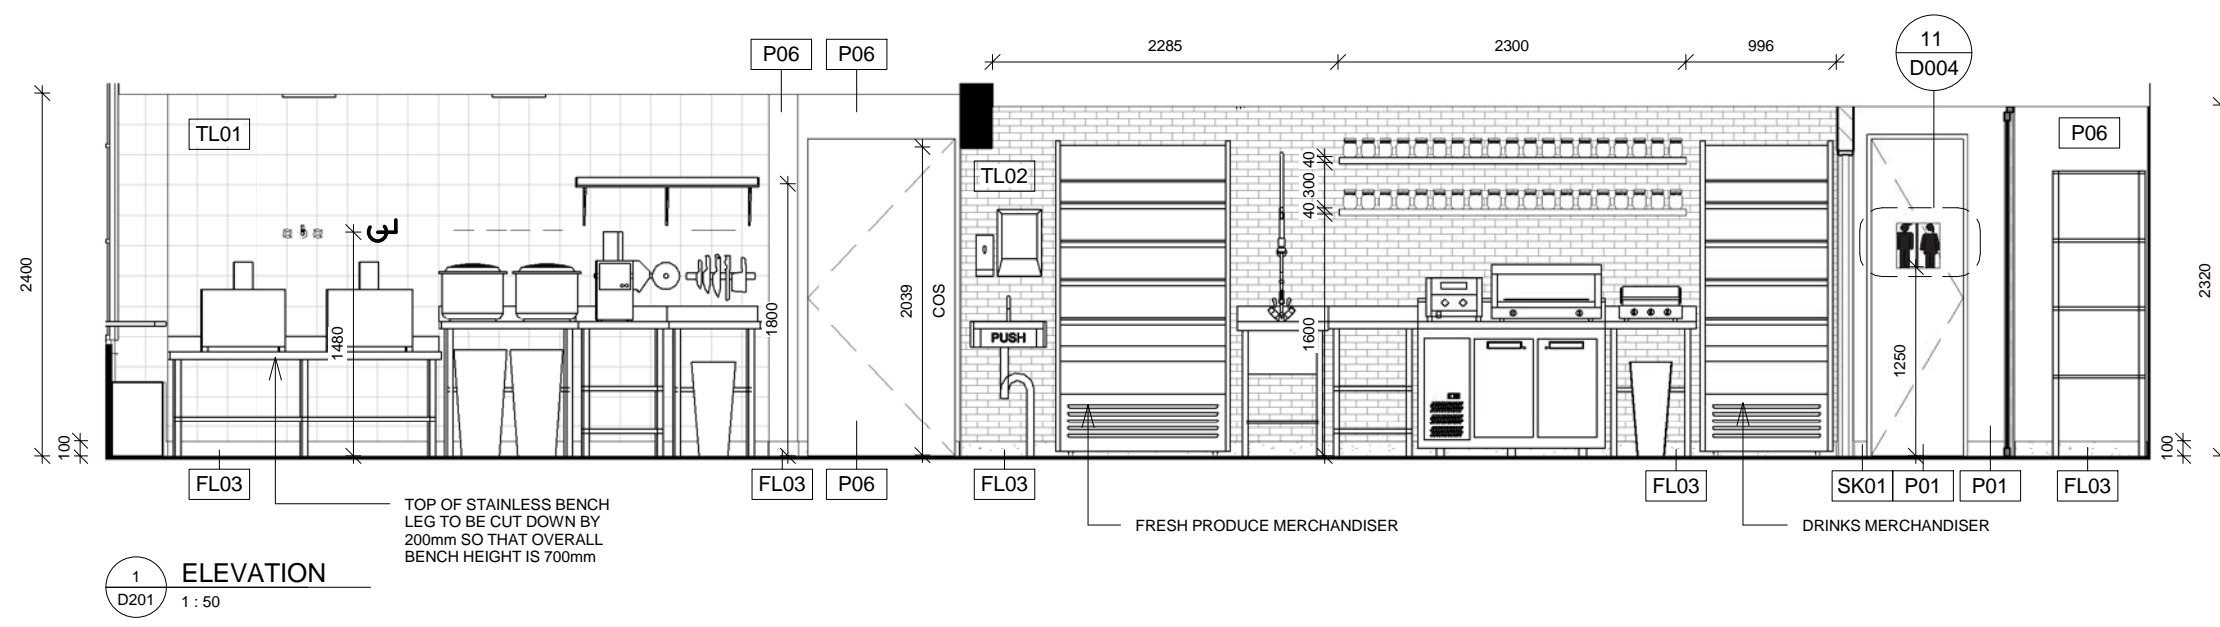 2285
2300
996
11
D004
P06
P06
TL01
TL02
P06
40
300
40
2400
1480
1800
2039
COS
PUSH
1600
1250
2320
100
100
FL03
FL03
P06
FL03
FL03
SK01
P01
P01
FL03
TOP OF STAINLESS BENCH
LEG TO BE CUT DOWN BY
200mm SO THAT OVERALL
BENCH HEIGHT IS 700mm
FRESH PRODUCE MERCHANDISER
DRINKS MERCHANDISER
1
D201
ELEVATION
1 : 50